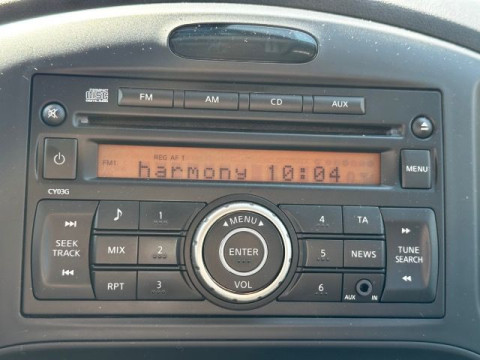 FM AM CD AUX
FM1 REG AF T
harmony 10:04
MENU
CY03G
SEEK TRACK
♪ 1
MIX 2
RPT 3
MENU
ENTER
VOL
4 TA
5 NEWS
6 AUX IN
TUNE SEARCH